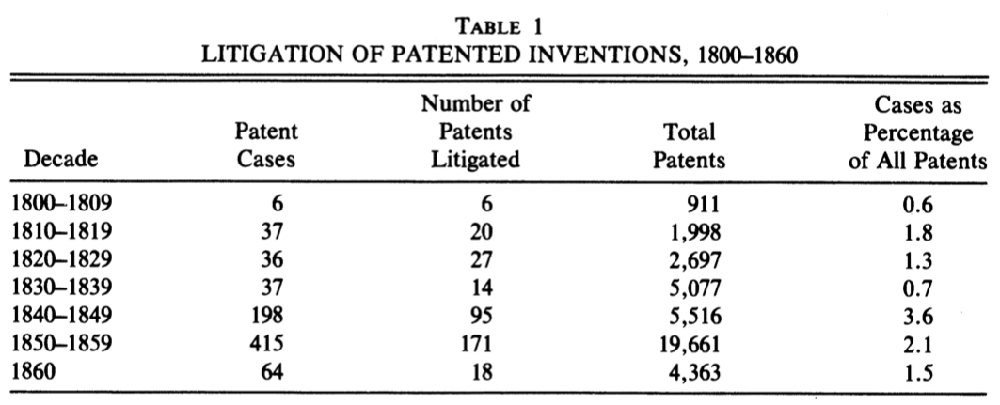 TABLE 1
LITIGATION OF PATENTED INVENTIONS, 1800–1860
Decade Patent Cases Number of Patents Litigated Total Patents Cases as Percentage of All Patents
1800–1809 6 6 911 0.6
1810–1819 37 20 1,998 1.8
1820–1829 36 27 2,697 1.3
1830–1839 37 14 5,077 0.7
1840–1849 198 95 5,516 3.6
1850–1859 415 171 19,661 2.1
1860 64 18 4,363 1.5